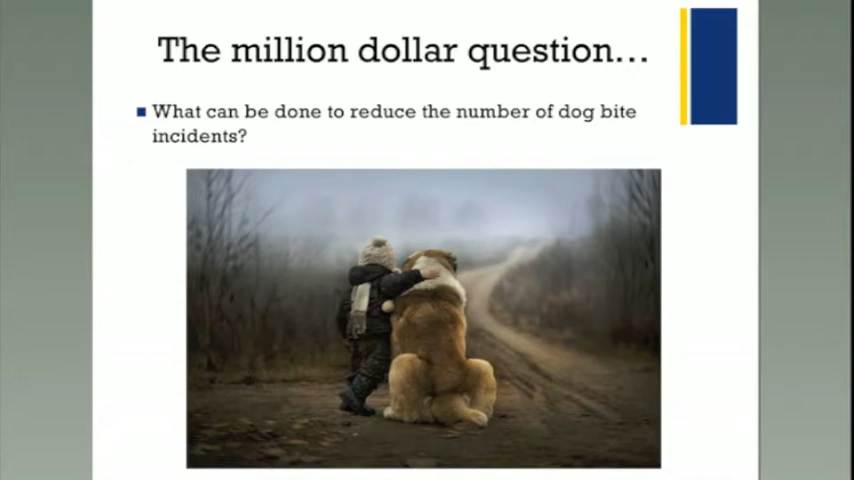 The million dollar question...
What can be done to reduce the number of dog bite
incidents?